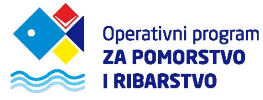 Operativni program
ZA POMORSTVO
I RIBARSTVO